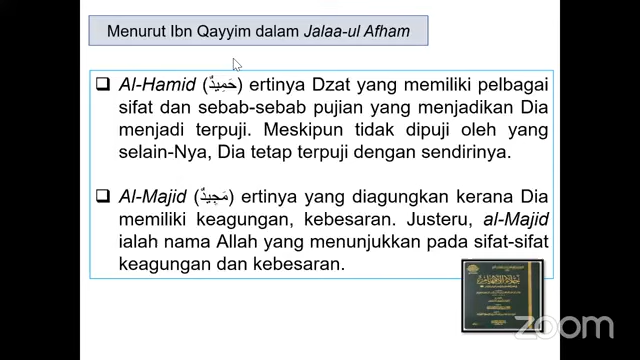 Menurut Ibn Qayyim dalam Jalaa-ul Afham
Al-Hamid (حَمِيدٌ) ertinya Dzat yang memiliki pelbagai
sifat dan sebab-sebab pujian yang menjadikan Dia
menjadi terpuji. Meskipun tidak dipuji oleh yang
selain-Nya, Dia tetap terpuji dengan sendirinya.
Al-Majid (مَجِيدٌ) ertinya yang diagungkan kerana Dia
memiliki keagungan, kebesaran. Justeru, al-Majid
ialah nama Allah yang menunjukkan pada sifat-sifat
keagungan dan kebesaran.
zoom